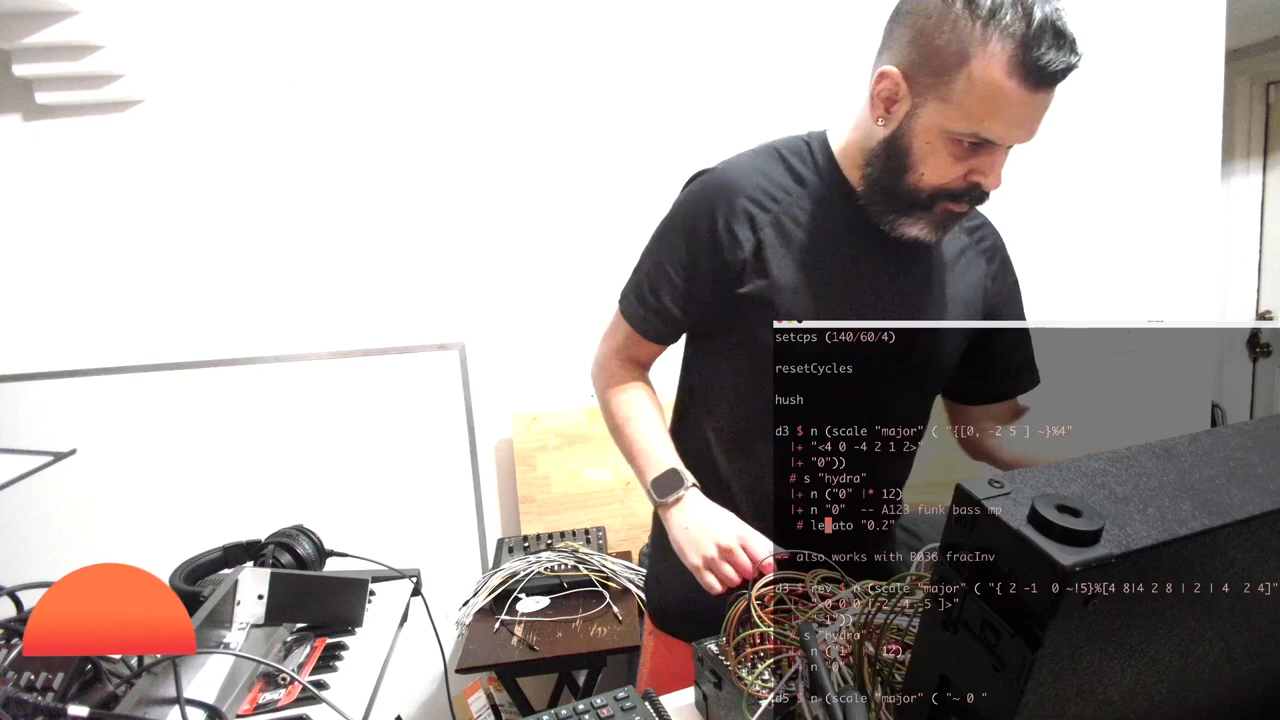 setcps (140/60/4)
resetCycles
hush
d3 $ n (scale "major" ( "{[0, -2 5 ] ~}%4"
|+ "<4 0 -4 2 1 2>"
|+ "0"))
# s "hydra"
|+ n ("0" |* 12)
|+ n "0" -- A123 funk bass mp
# legato "0.2"
-- also works with B036 fracInv
d3 $ rev $ n (scale "major" ( "{ 2 -1 0 ~!5}%[4 8|4 2 8 | 2 | 4 2 4]"
# s "hydra"
12)
d5 $ n (scale "major" ( "~ 0 "